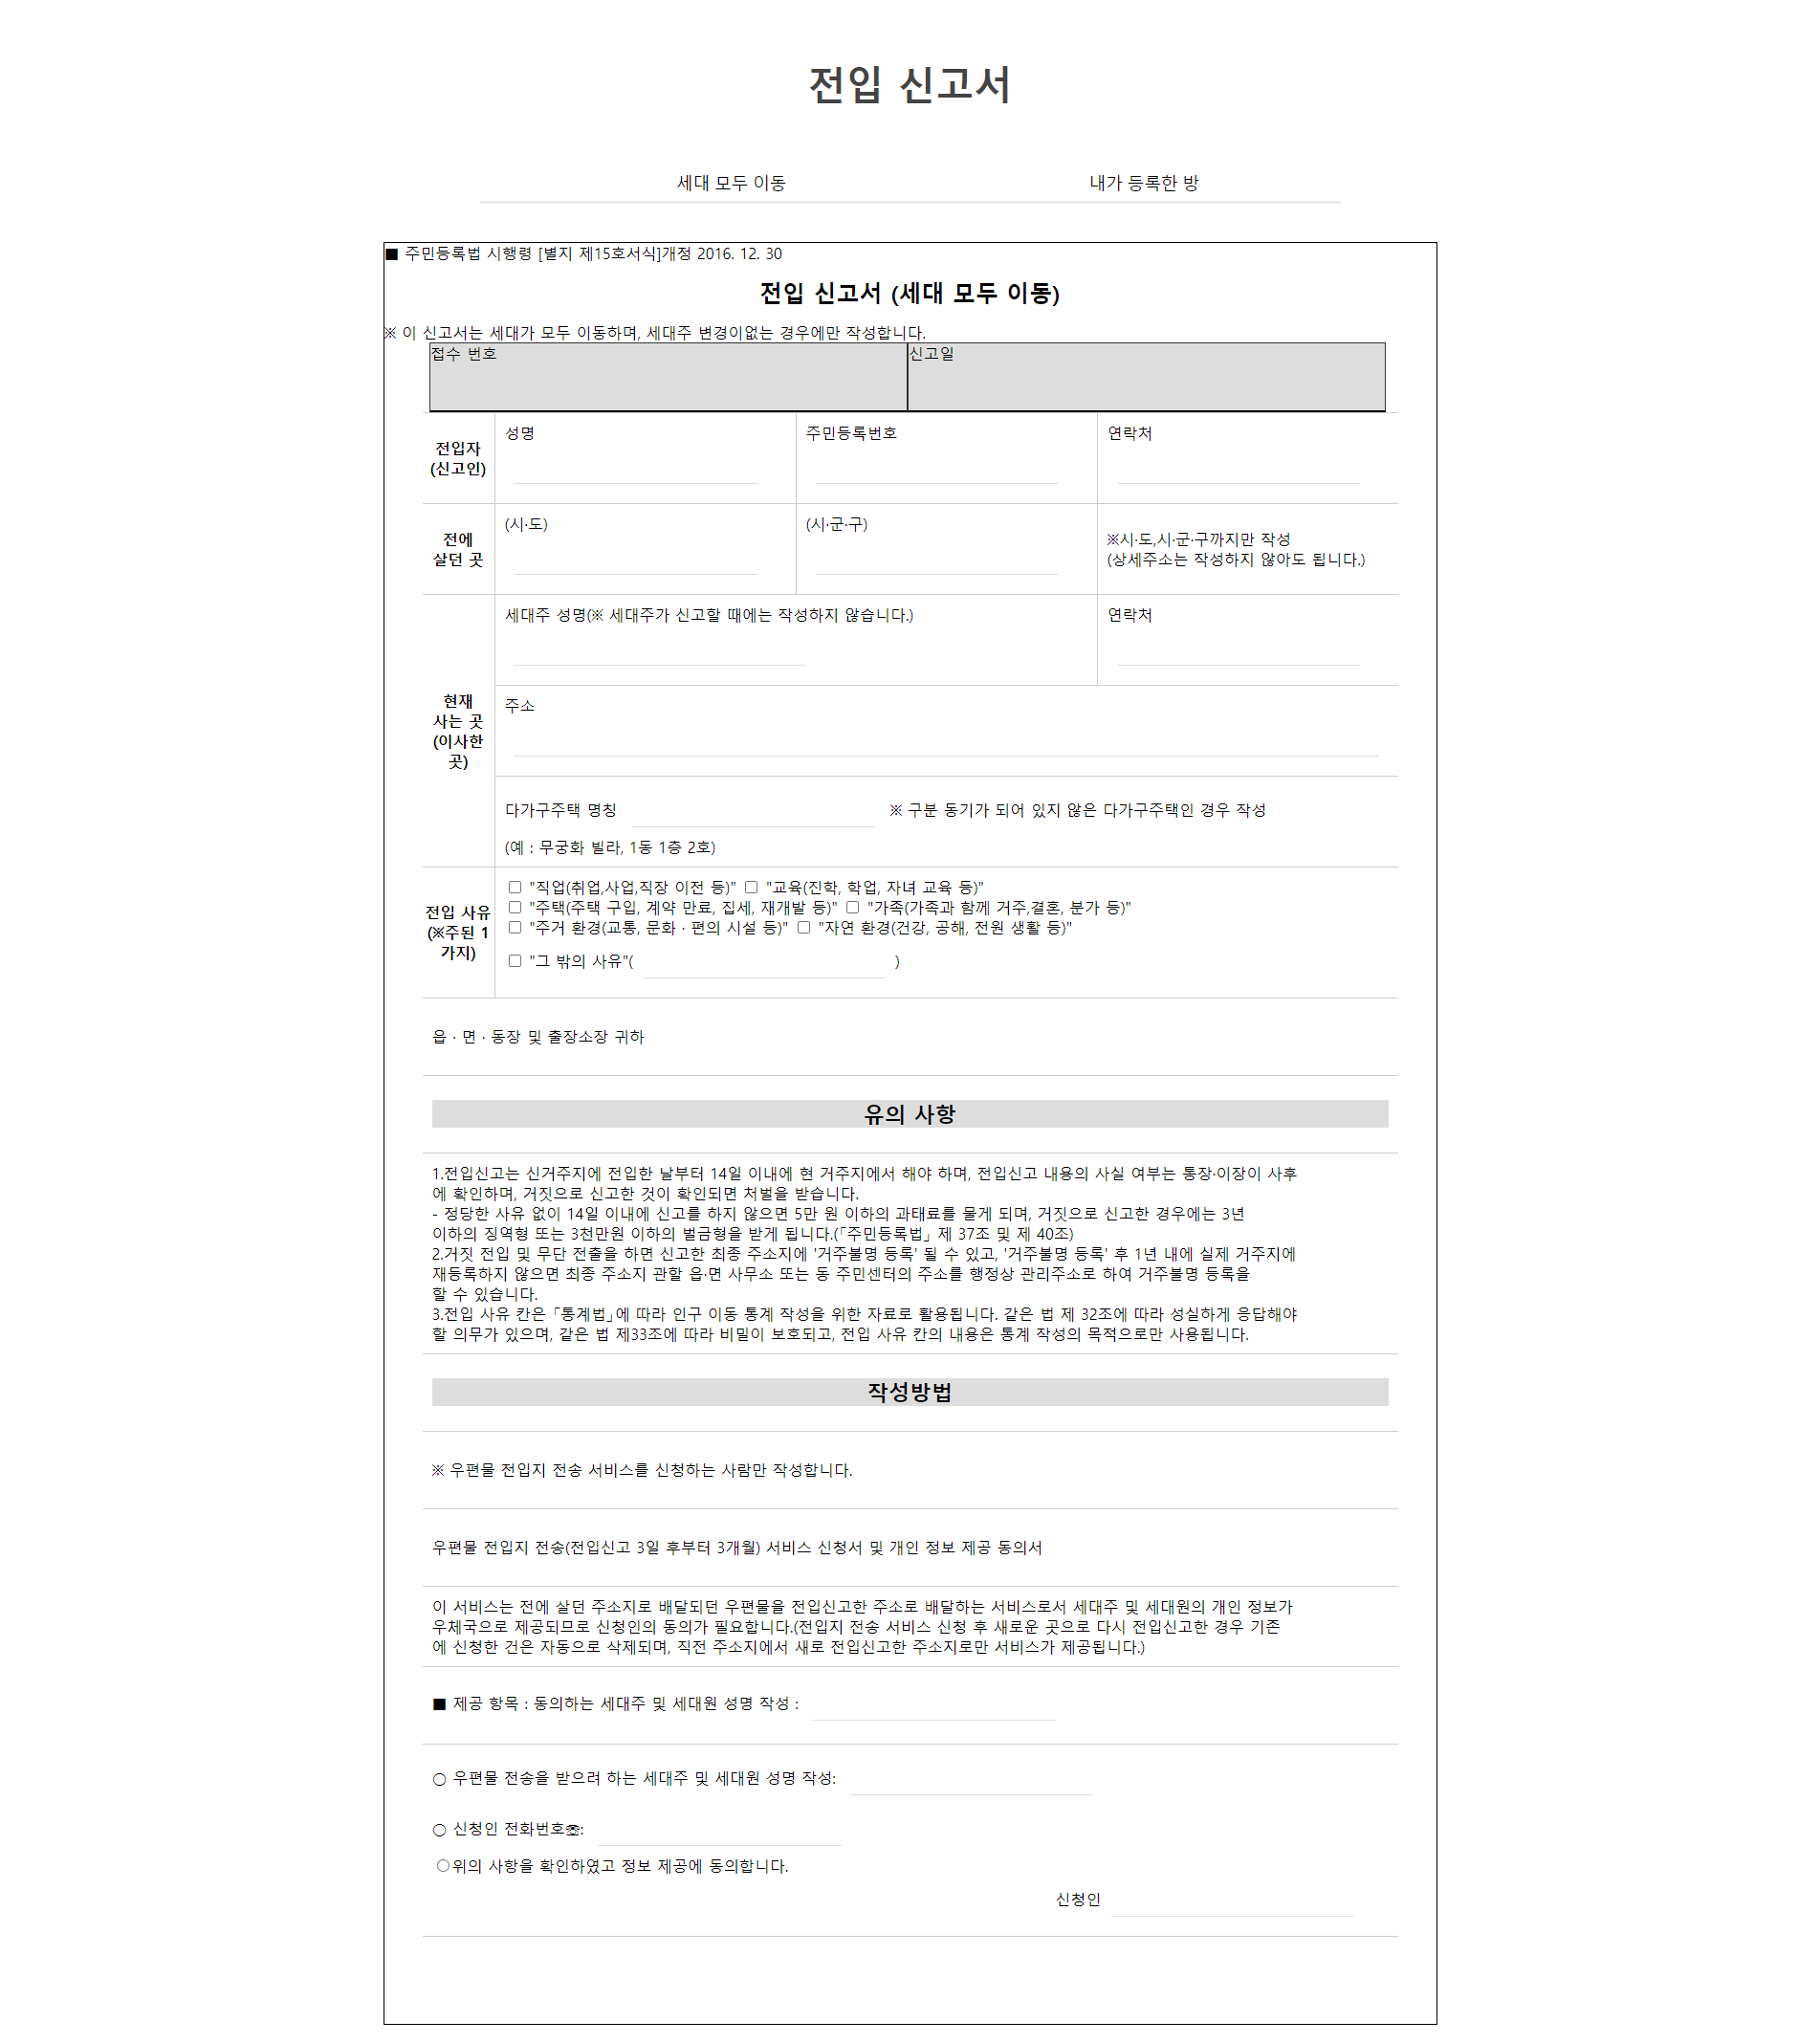 전입 신고서
세대 모두 이동 내가 등록한 방
■ 주민등록법 시행령 [별지 제15호서식]개정 2016. 12. 30
전입 신고서 (세대 모두 이동)
※ 이 신고서는 세대가 모두 이동하며, 세대주 변경이없는 경우에만 작성합니다.
접수 번호 신고일
전입자
(신고인)
성명 주민등록번호 연락처
전에
살던 곳
(시·도) (시·군·구)
※시·도,시·군·구까지만 작성
(상세주소는 작성하지 않아도 됩니다.)
현재
사는 곳
(이사한
곳)
세대주 성명(※ 세대주가 신고할 때에는 작성하지 않습니다.) 연락처
주소
다가구주택 명칭 ※ 구분 동기가 되어 있지 않은 다가구주택인 경우 작성
(예 : 무궁화 빌라, 1동 1층 2호)
전입 사유
(※주된 1
가지)
"직업(취업,사업,직장 이전 등)" "교육(진학, 학업, 자녀 교육 등)"
"주택(주택 구입, 계약 만료, 집세, 재개발 등)" "가족(가족과 함께 거주,결혼, 분가 등)"
"주거 환경(교통, 문화 · 편의 시설 등)" "자연 환경(건강, 공해, 전원 생활 등)"
"그 밖의 사유"( )
읍 · 면 · 동장 및 출장소장 귀하
유의 사항
1.전입신고는 신거주지에 전입한 날부터 14일 이내에 현 거주지에서 해야 하며, 전입신고 내용의 사실 여부는 통장·이장이 사후
에 확인하며, 거짓으로 신고한 것이 확인되면 처벌을 받습니다.
- 정당한 사유 없이 14일 이내에 신고를 하지 않으면 5만 원 이하의 과태료를 물게 되며, 거짓으로 신고한 경우에는 3년
이하의 징역형 또는 3천만원 이하의 벌금형을 받게 됩니다.(「주민등록법」 제 37조 및 제 40조)
2.거짓 전입 및 무단 전출을 하면 신고한 최종 주소지에 '거주불명 등록' 될 수 있고, '거주불명 등록' 후 1년 내에 실제 거주지에
재등록하지 않으면 최종 주소지 관할 읍·면 사무소 또는 동 주민센터의 주소를 행정상 관리주소로 하여 거주불명 등록을
할 수 있습니다.
3.전입 사유 칸은 「통계법」에 따라 인구 이동 통계 작성을 위한 자료로 활용됩니다. 같은 법 제 32조에 따라 성실하게 응답해야
할 의무가 있으며, 같은 법 제33조에 따라 비밀이 보호되고, 전입 사유 칸의 내용은 통계 작성의 목적으로만 사용됩니다.
작성방법
※ 우편물 전입지 전송 서비스를 신청하는 사람만 작성합니다.
우편물 전입지 전송(전입신고 3일 후부터 3개월) 서비스 신청서 및 개인 정보 제공 동의서
이 서비스는 전에 살던 주소지로 배달되던 우편물을 전입신고한 주소로 배달하는 서비스로서 세대주 및 세대원의 개인 정보가
우체국으로 제공되므로 신청인의 동의가 필요합니다.(전입지 전송 서비스 신청 후 새로운 곳으로 다시 전입신고한 경우 기존
에 신청한 건은 자동으로 삭제되며, 직전 주소지에서 새로 전입신고한 주소지로만 서비스가 제공됩니다.)
■ 제공 항목 : 동의하는 세대주 및 세대원 성명 작성 :
○ 우편물 전송을 받으려 하는 세대주 및 세대원 성명 작성:
○ 신청인 전화번호☎:
위의 사항을 확인하였고 정보 제공에 동의합니다.
신청인